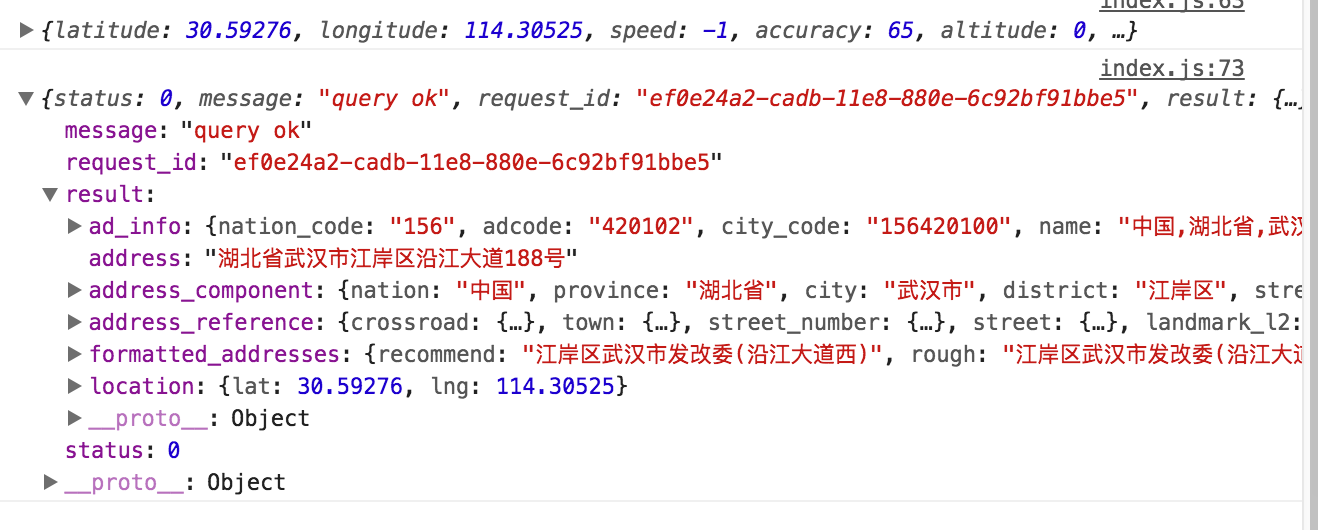 index.js:63
{latitude: 30.59276, longitude: 114.30525, speed: -1, accuracy: 65, altitude: 0, …}
index.js:73
{status: 0, message: "query ok", request_id: "ef0e24a2-cadb-11e8-880e-6c92bf91bbe5", result: {…}
message: "query ok"
request_id: "ef0e24a2-cadb-11e8-880e-6c92bf91bbe5"
result:
ad_info: {nation_code: "156", adcode: "420102", city_code: "156420100", name: "中国,湖北省,武汉
address: "湖北省武汉市江岸区沿江大道188号"
address_component: {nation: "中国", province: "湖北省", city: "武汉市", district: "江岸区", stre
address_reference: {crossroad: {…}, town: {…}, street_number: {…}, street: {…}, landmark_l2:
formatted_addresses: {recommend: "江岸区武汉市发改委(沿江大道西)", rough: "江岸区武汉市发改委(沿江大道
location: {lat: 30.59276, lng: 114.30525}
__proto__: Object
status: 0
__proto__: Object